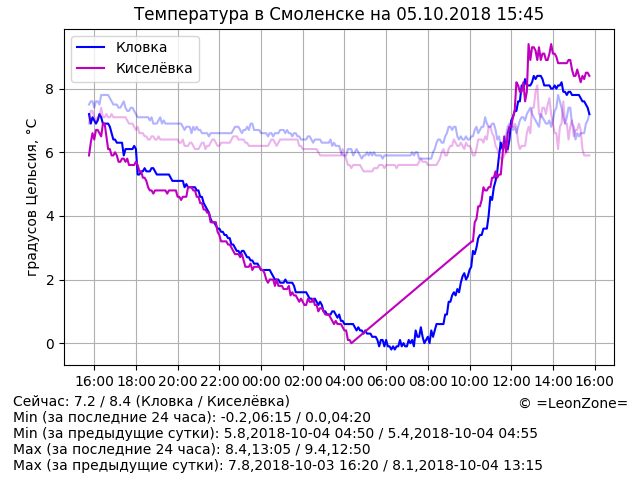 Температура в Смоленске на 05.10.2018 15:45
Кловка
Киселёвка
градусов Цельсия, °C
8
6
4
2
0
16:00 18:00 20:00 22:00 00:00 02:00 04:00 06:00 08:00 10:00 12:00 14:00 16:00
Сейчас: 7.2 / 8.4 (Кловка / Киселёвка)
© =LeonZone=
Min (за последние 24 часа): -0.2,06:15 / 0.0,04:20
Min (за предыдущие сутки): 5.8,2018-10-04 04:50 / 5.4,2018-10-04 04:55
Max (за последние 24 часа): 8.4,13:05 / 9.4,12:50
Max (за предыдущие сутки): 7.8,2018-10-03 16:20 / 8.1,2018-10-04 13:15